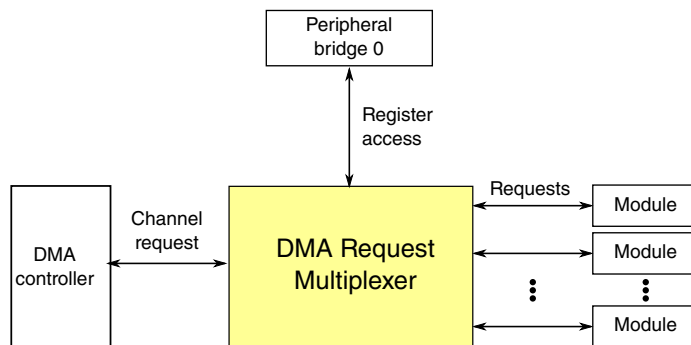 Peripheral
bridge 0
Register
access
Requests
Module
Channel
request
DMA
controller
DMA Request
Multiplexer
Module
Module